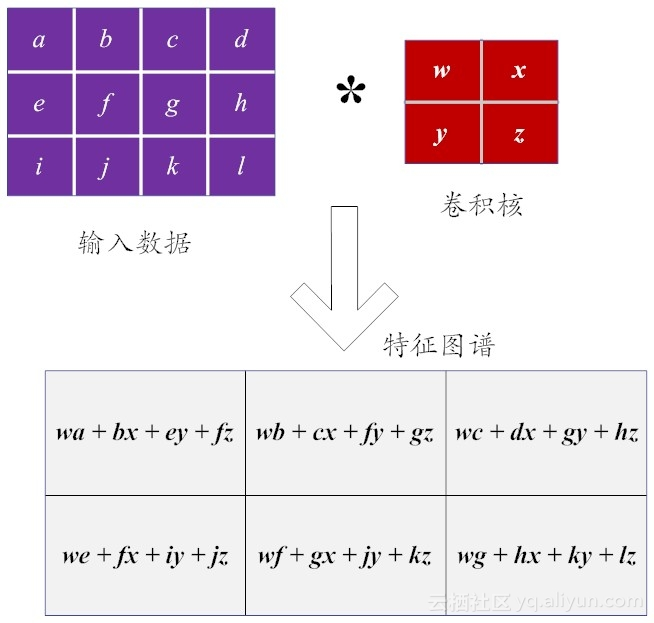 a b c d
e f g h
i j k l
*
w x
y z
输入数据
卷积核
特征图谱
wa + bx + ey + fz wb + cx + fy + gz wc + dx + gy + hz
we + fx + iy + jz wf + gx + jy + kz wg + hx + ky + lz
云栖社区 yq.aliyun.com